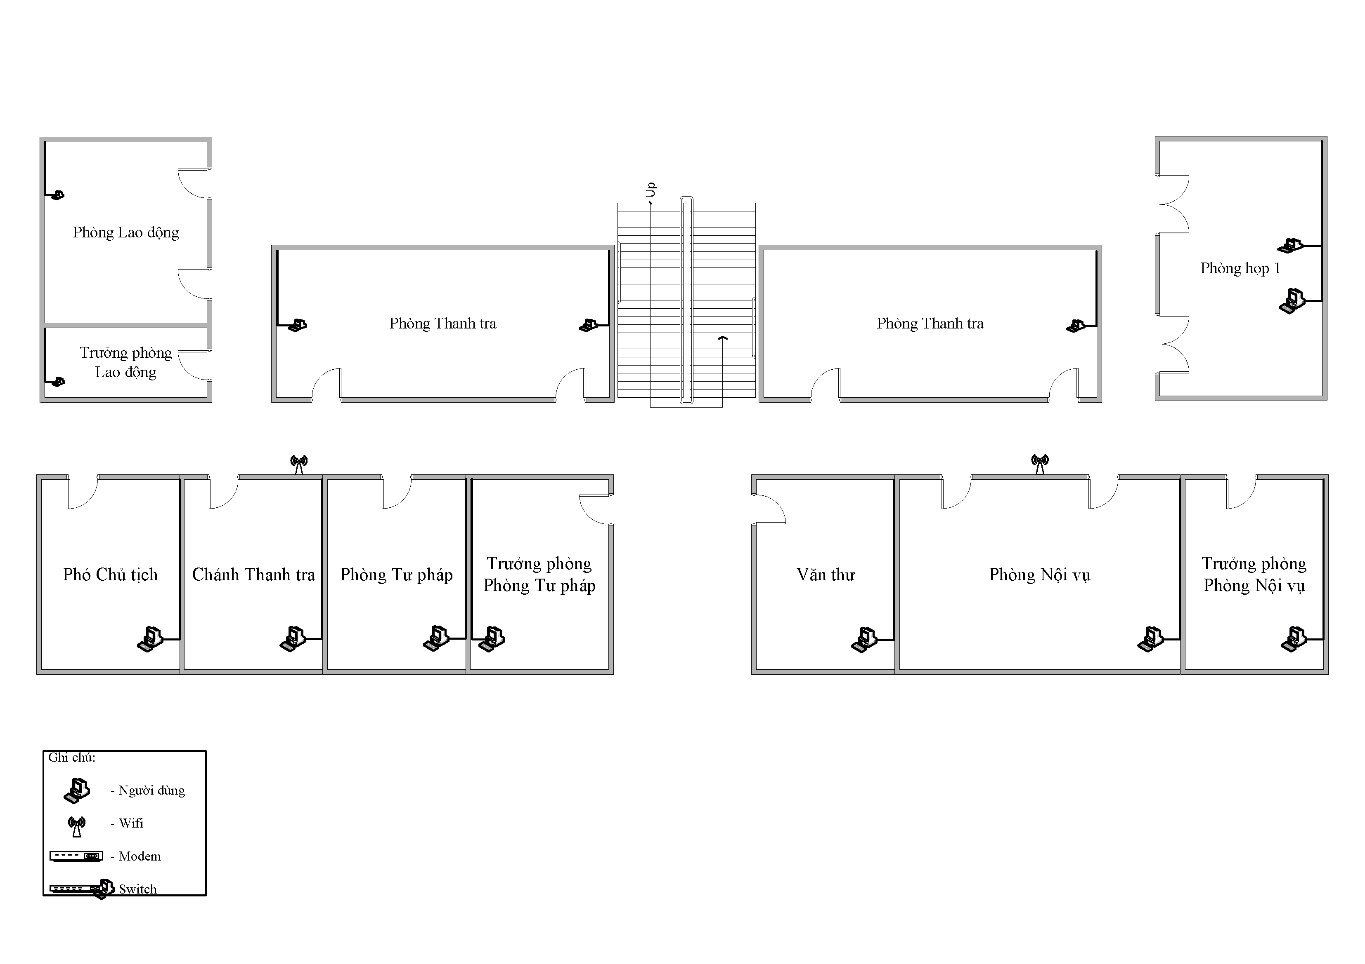 Up
Phòng Lao động
Phòng họp 1
Phòng Thanh tra
Phòng Thanh tra
Trưởng phòng
Lao động
Phó Chủ tịch
Chánh Thanh tra
Phòng Tư pháp
Trưởng phòng
Phòng Tư pháp
Văn thư
Phòng Nội vụ
Trưởng phòng
Phòng Nội vụ
Ghi chú:
- Người dùng
- Wifi
- Modem
Switch